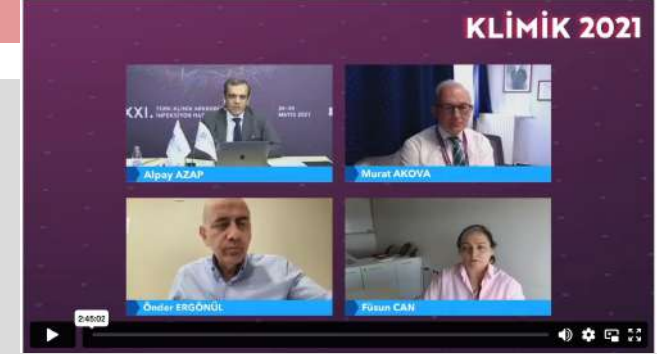 KLİMİK 2021
XXI.
Alpay AZAP
Murat AKOVA
Önder ERGÖNÜL
Füsun CAN
2:45:02